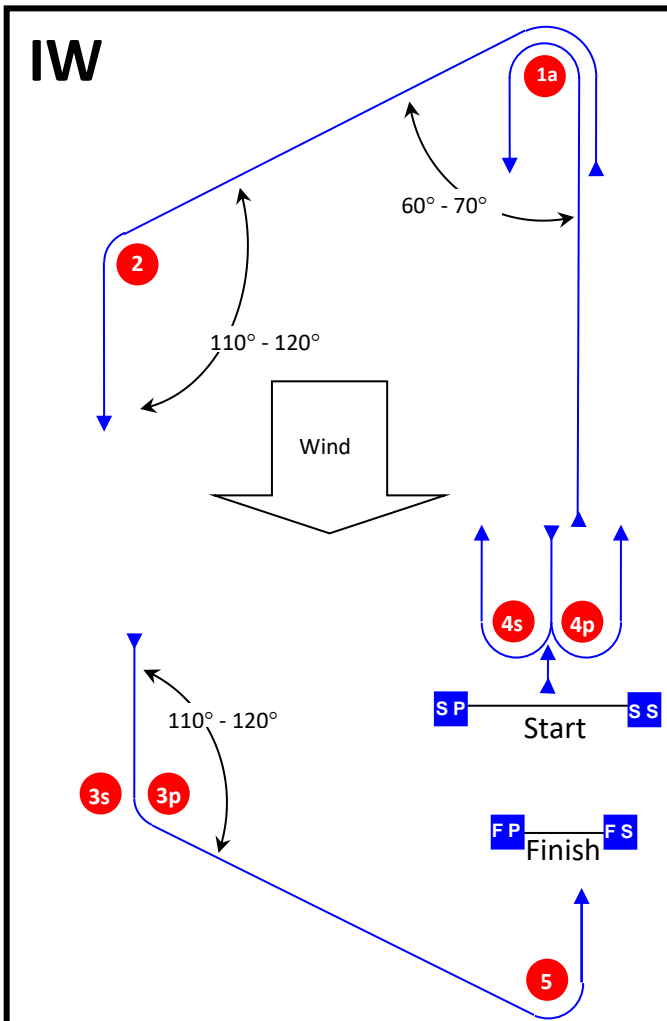 IW
1a
60° - 70°
2
110° - 120°
Wind
4s
4p
S P
S S
Start
110° - 120°
3s
3p
F P
F S
Finish
5